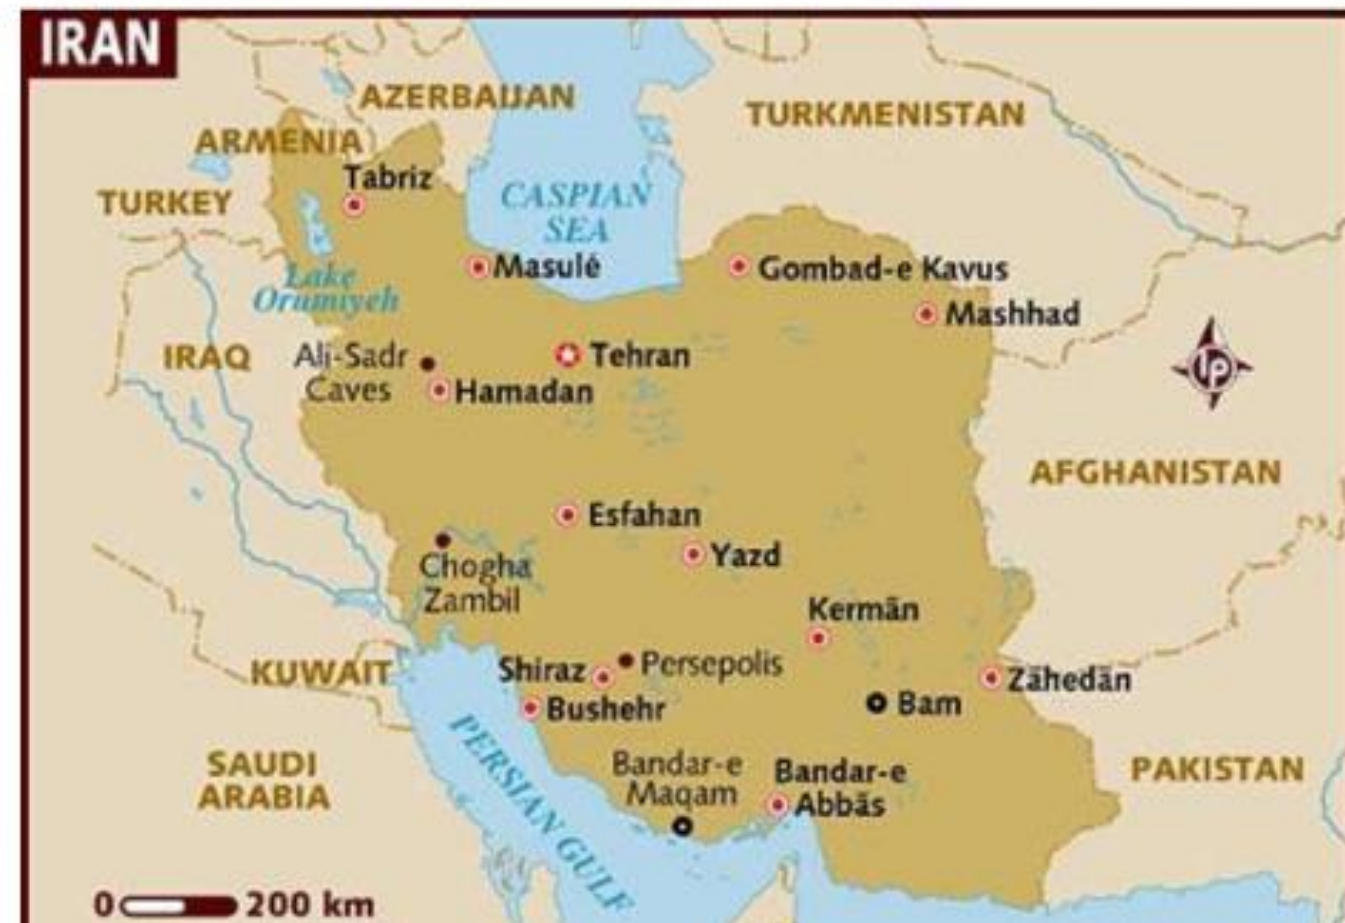 IRAN
AZERBAIJAN
TURKMENISTAN
ARMENIA
Tabriz
TURKEY
CASPIAN
SEA
Masulé
Gombad-e Kavus
Lake
Orumiyeh
Mashhad
IRAQ
Ali-Sadr
Caves
Tehran
Hamadan
LP
AFGHANISTAN
Esfahan
Yazd
Chogha
Zambil
Kermān
KUWAIT
Shiraz
Persepolis
Zāhedān
Bushehr
Bam
PERSIAN GULF
SAUDI
ARABIA
Bandar-e
Maqam
Bandar-e
Abbās
PAKISTAN
0 200 km